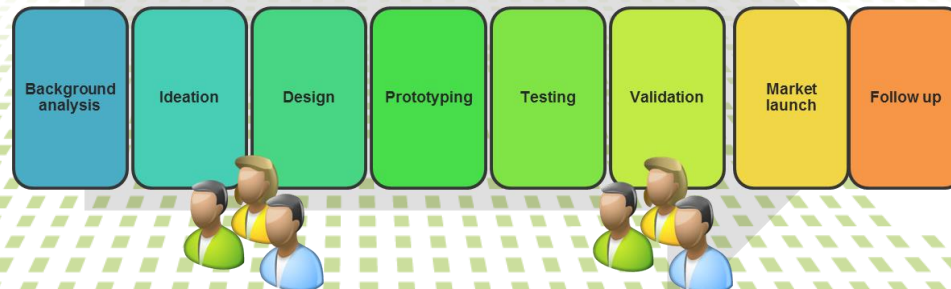 Background
analysis
Ideation
Design
Prototyping
Testing
Validation
Market
launch
Follow up